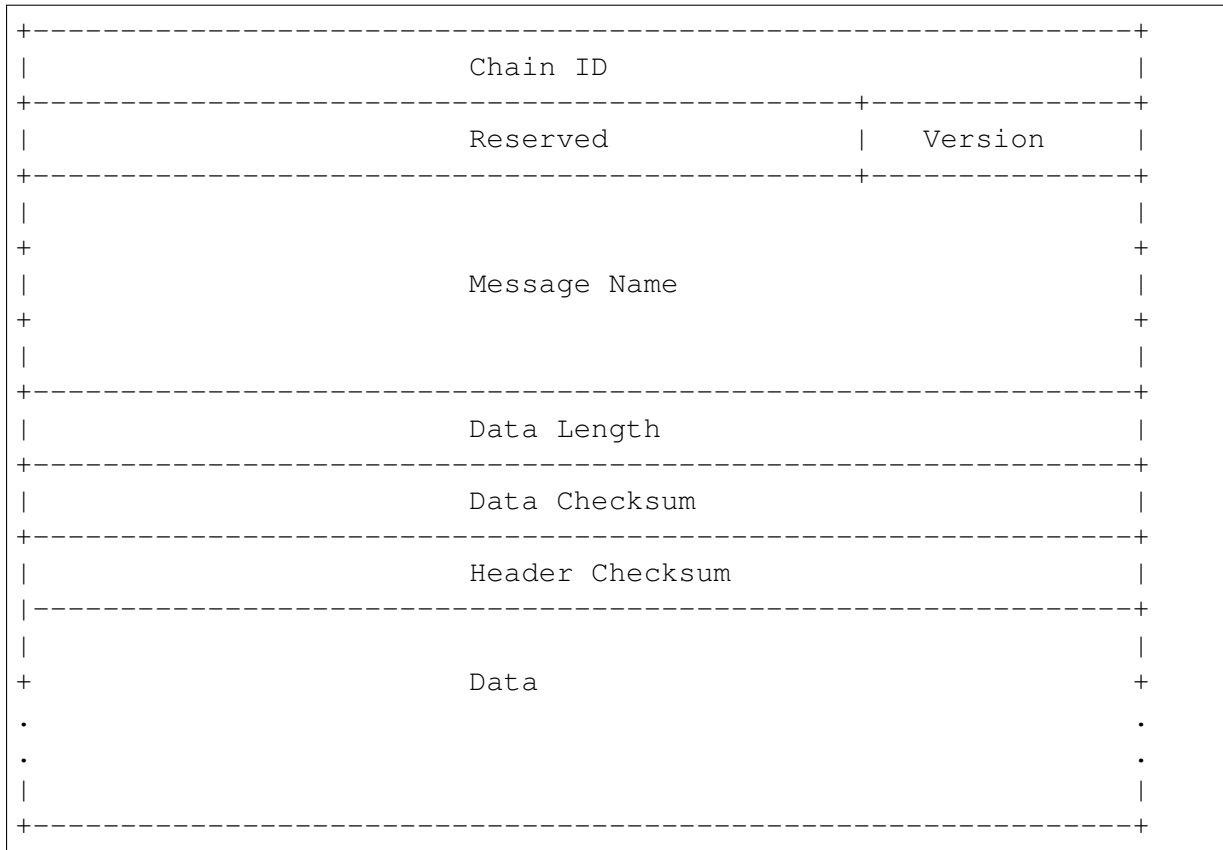 Chain ID
Reserved | Version
Message Name
Data Length
Data Checksum
Header Checksum
Data